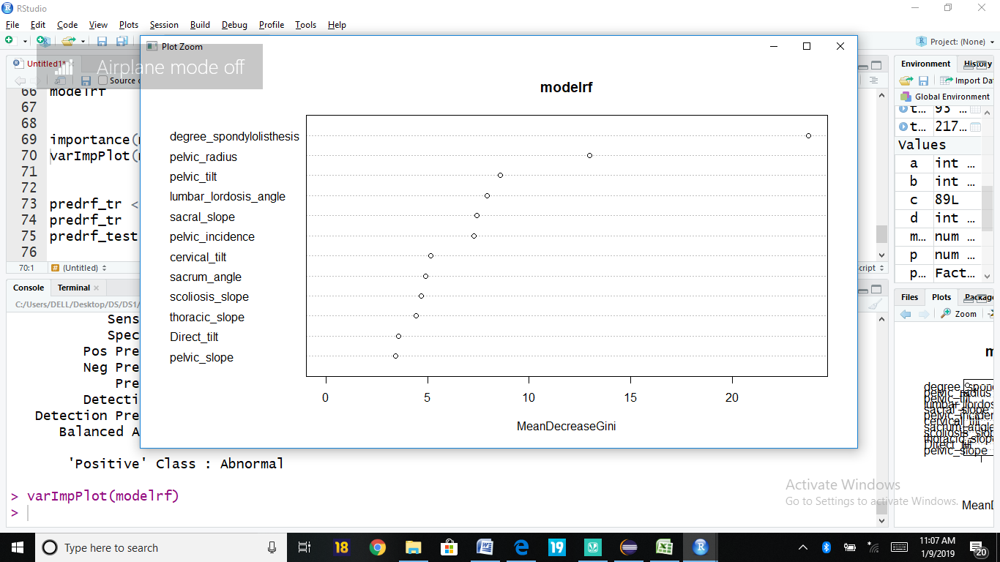 RStudio
File Edit Code View Plots Session Build Debug Profile Tools Help
Project: (None)
Plot Zoom
Airplane mode off
Untitled1*
Source
66 modelrf
67
68
69 importance(
70 varImpPlot(
71
72
73 predrf_tr <
74 predrf_tr
75 predrf_test
76
70:1 (Untitled) cript
modelrf
degree_spondylolisthesis
pelvic_radius
pelvic_tilt
lumbar_lordosis_angle
sacral_slope
pelvic_incidence
cervical_tilt
sacrum_angle
scoliosis_slope
thoracic_slope
Direct_tilt
pelvic_slope
0 5 10 15 20
MeanDecreaseGini
Console Terminal
C:/Users/DELL/Desktop/DS/DS1/
Sens
Spec
Pos Pre
Neg Pre
Pre
Detecti
Detection Pre
Balanced A
'Positive' Class : Abnormal
> varImpPlot(modelrf)
>
Environment History
Import Da
Global Environment
t… 93 …
t… 217…
Values
a int …
b int …
c 89L
d int …
m… num …
p num …
p… Fact…
Files Plots Package
Zoom
m
degree_spon
pelvic_radius
pelvic_tilt
lumbar_lordos
sacral_slope
pelvic_inciden
cervical_tilt
sacrum_angle
scoliosis_slop
thoracic_slope
Direct_tilt
pelvic_slope
MeanD
Activate Windows
Go to Settings to activate Windows.
Type here to search
18
19
11:07 AM
1/9/2019
20